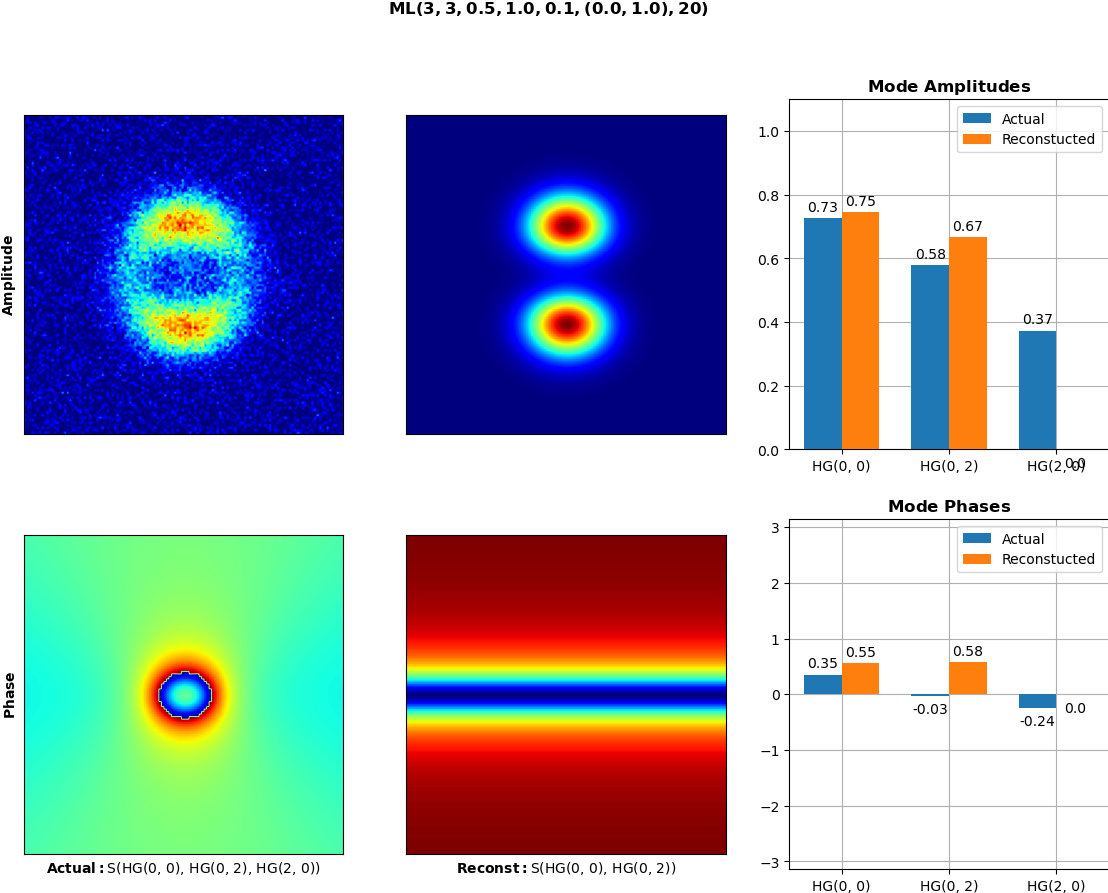 ML(3, 3, 0.5, 1.0, 0.1, (0.0, 1.0), 20)
Amplitude
Mode Amplitudes
Actual
Reconstucted
1.0
0.8
0.6
0.4
0.2
0.0
0.73
0.75
0.58
0.67
0.37
0.0
HG(0, 0)
HG(0, 2)
HG(2, 0)
Phase
Actual: S(HG(0, 0), HG(0, 2), HG(2, 0))
Reconst: S(HG(0, 0), HG(0, 2))
Mode Phases
Actual
Reconstucted
3
2
1
0
−1
−2
−3
0.35
0.55
-0.03
0.58
-0.24
0.0
HG(0, 0)
HG(0, 2)
HG(2, 0)